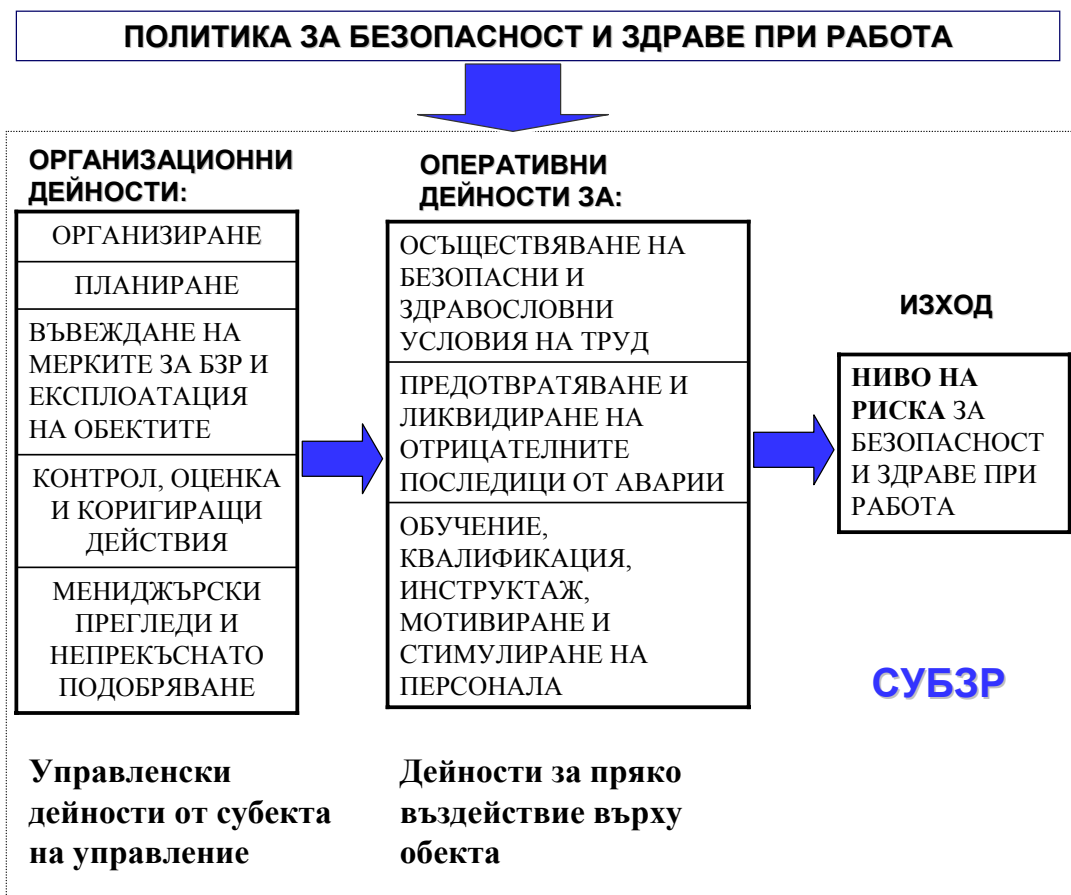 ПОЛИТИКА ЗА БЕЗОПАСНОСТ И ЗДРАВЕ ПРИ РАБОТА
ОРГАНИЗАЦИОННИ
ДЕЙНОСТИ:
ОРГАНИЗИРАНЕ
ПЛАНИРАНЕ
ВЪВЕЖДАНЕ НА
МЕРКИТЕ ЗА БЗР И
ЕКСПЛОАТАЦИЯ
НА ОБЕКТИТЕ
КОНТРОЛ, ОЦЕНКА
И КОРИГИРАЩИ
ДЕЙСТВИЯ
МЕНИДЖЪРСКИ
ПРЕГЛЕДИ И
НЕПРЕКЪСНАТО
ПОДОБРЯВАНЕ
Управленски
дейности от субекта
на управление
ОПЕРАТИВНИ
ДЕЙНОСТИ ЗА:
ОСЪЩЕСТВЯВАНЕ НА
БЕЗОПАСНИ И
ЗДРАВОСЛОВНИ
УСЛОВИЯ НА ТРУД
ПРЕДОТВРАТЯВАНЕ И
ЛИКВИДИРАНЕ НА
ОТРИЦАТЕЛНИТЕ
ПОСЛЕДИЦИ ОТ АВАРИИ
ОБУЧЕНИЕ,
КВАЛИФИКАЦИЯ,
ИНСТРУКТАЖ,
МОТИВИРАНЕ И
СТИМУЛИРАНЕ НА
ПЕРСОНАЛА
Дейности за пряко
въздействие върху
обекта
ИЗХОД
НИВО НА
РИСКА ЗА
БЕЗОПАСНОСТ
И ЗДРАВЕ ПРИ
РАБОТА
СУБЗР